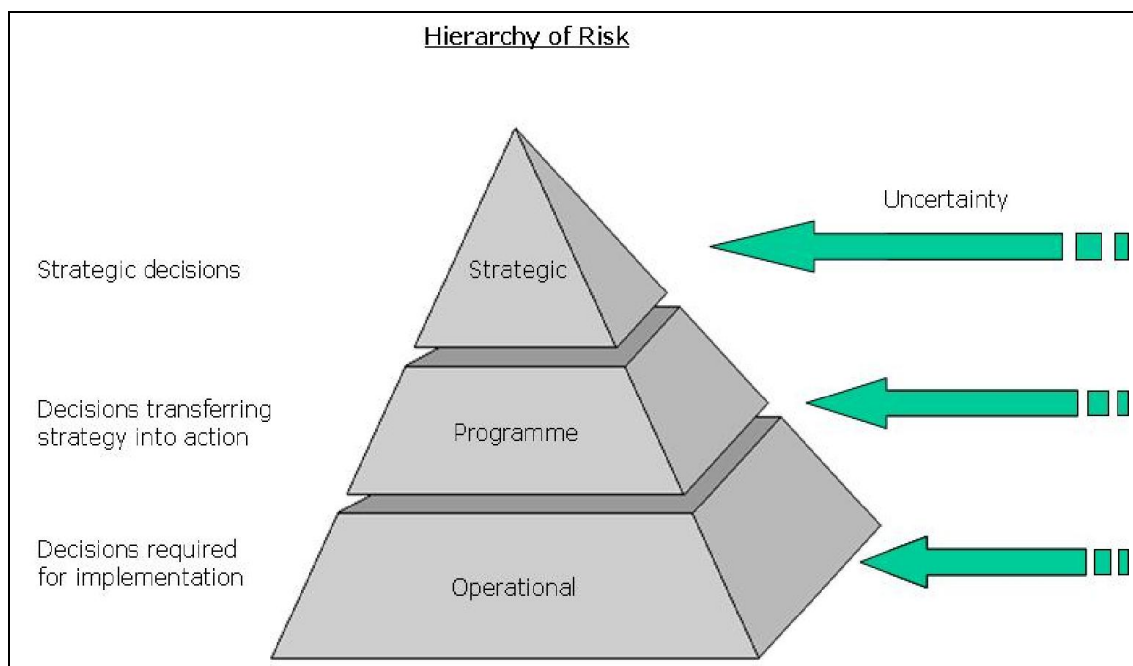 Hierarchy of Risk
Uncertainty
Strategic decisions
Strategic
Decisions transferring
strategy into action
Programme
Decisions required
for implementation
Operational